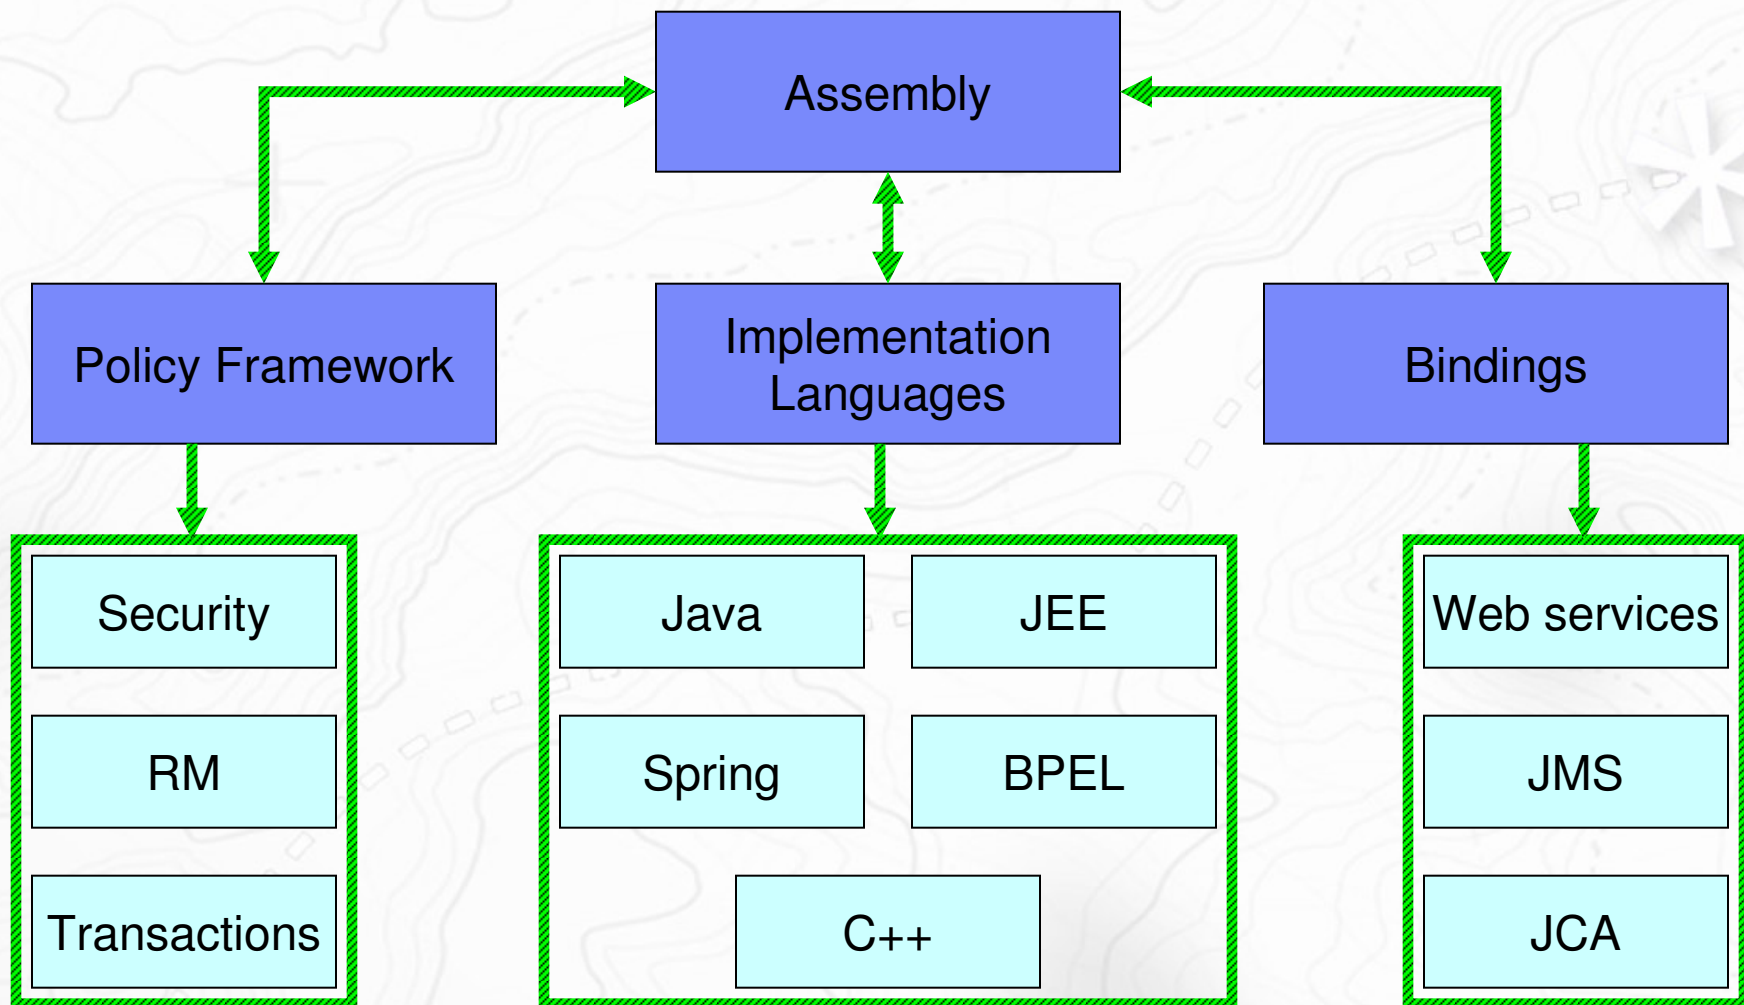 Assembly
Policy Framework
Implementation
Languages
Bindings
Security
RM
Transactions
Java
JEE
Spring
BPEL
C++
Web services
JMS
JCA